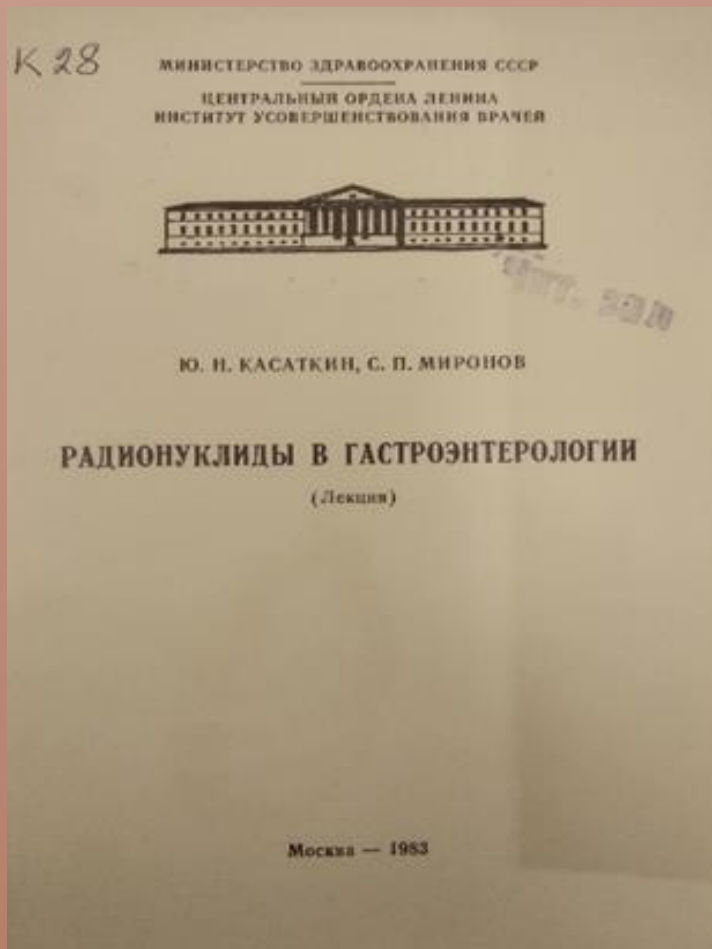 К 28
МИНИСТЕРСТВО ЗДРАВООХРАНЕНИЯ СССР
ЦЕНТРАЛЬНЫЙ ОРДЕНА ЛЕНИНА
ИНСТИТУТ УСОВЕРШЕНСТВОВАНИЯ ВРАЧЕЙ
Ю. Н. КАСАТКИН, С. П. МИРОНОВ
РАДИОНУКЛИДЫ В ГАСТРОЭНТЕРОЛОГИИ
(Лекция)
Москва — 1983